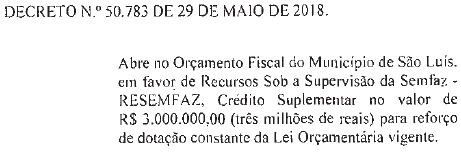 DECRETO N.º 50.783 DE 29 DE MAIO DE 2018.
Abre no Orçamento Fiscal do Município de São Luís.
em favor de Recursos Sob a Supervisão da Semfaz -
RESEMFAZ, Crédito Suplementar no valor de
R$ 3.000.000,00 (três milhões de reais) para reforço
de dotação constante da Lei Orçamentária vigente.